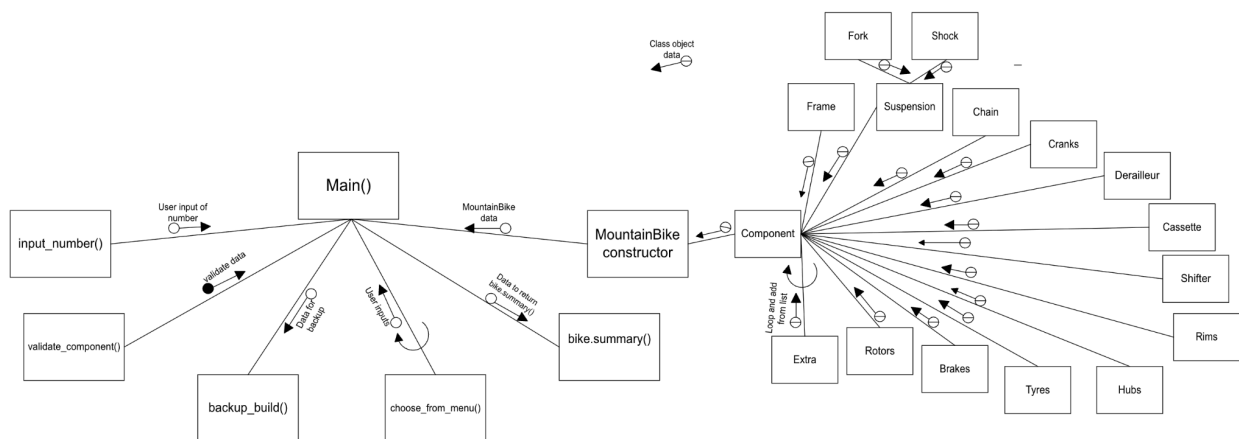 Class object
data
Fork
Shock
Frame
Suspension
Chain
Cranks
Derailleur
Cassette
Shifter
Rims
Hubs
Tyres
Brakes
Rotors
Extra
Loop and add
from list
Component
MountainBike
constructor
MountainBike
data
Main()
User input of
number
input_number()
validate data
validate_component()
Data for
backup
backup_build()
User inputs
choose_from_menu()
Data to return
bike.summary()
bike.summary()